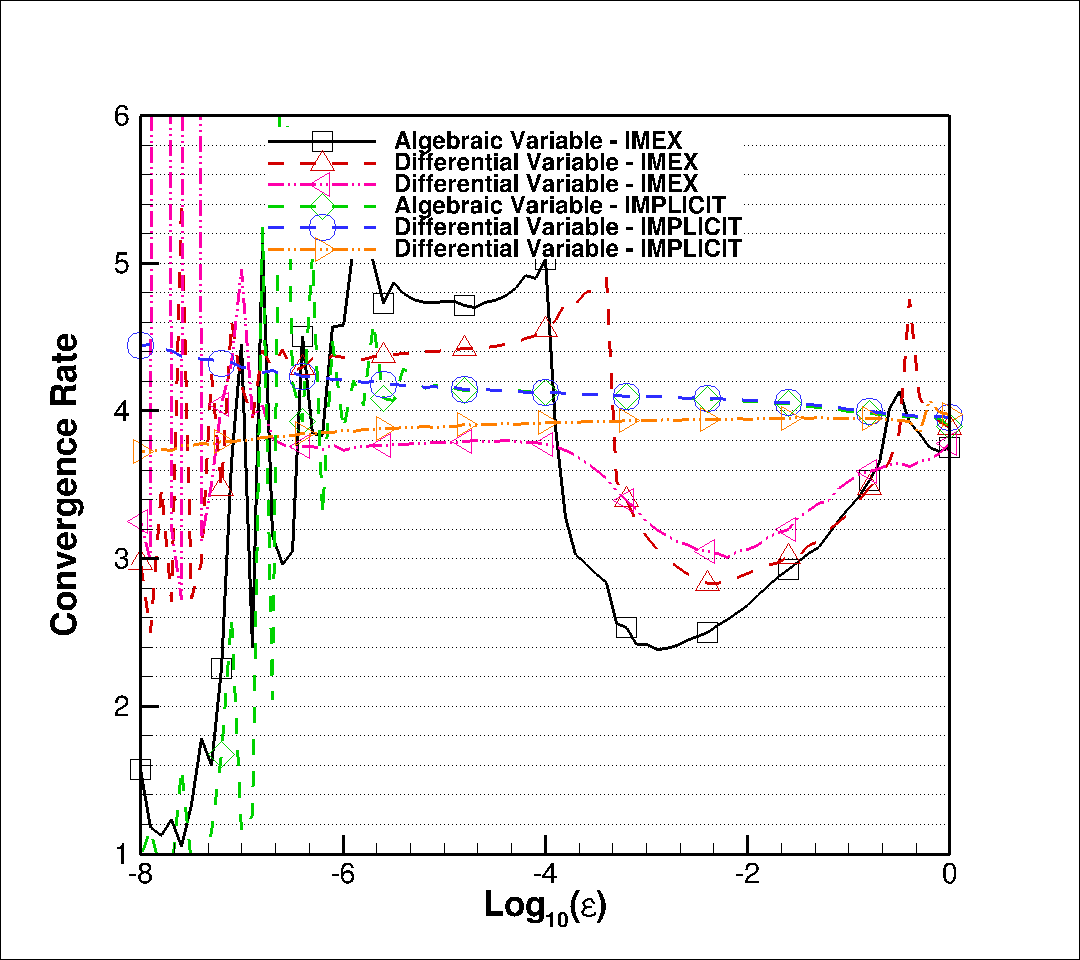 6
Algebraic Variable - IMEX
Differential Variable - IMEX
Differential Variable - IMEX
Algebraic Variable - IMPLICIT
Differential Variable - IMPLICIT
Differential Variable - IMPLICIT
5
4
3
2
1
Convergence Rate
-8 -6 -4 -2 0
Log10(ε)